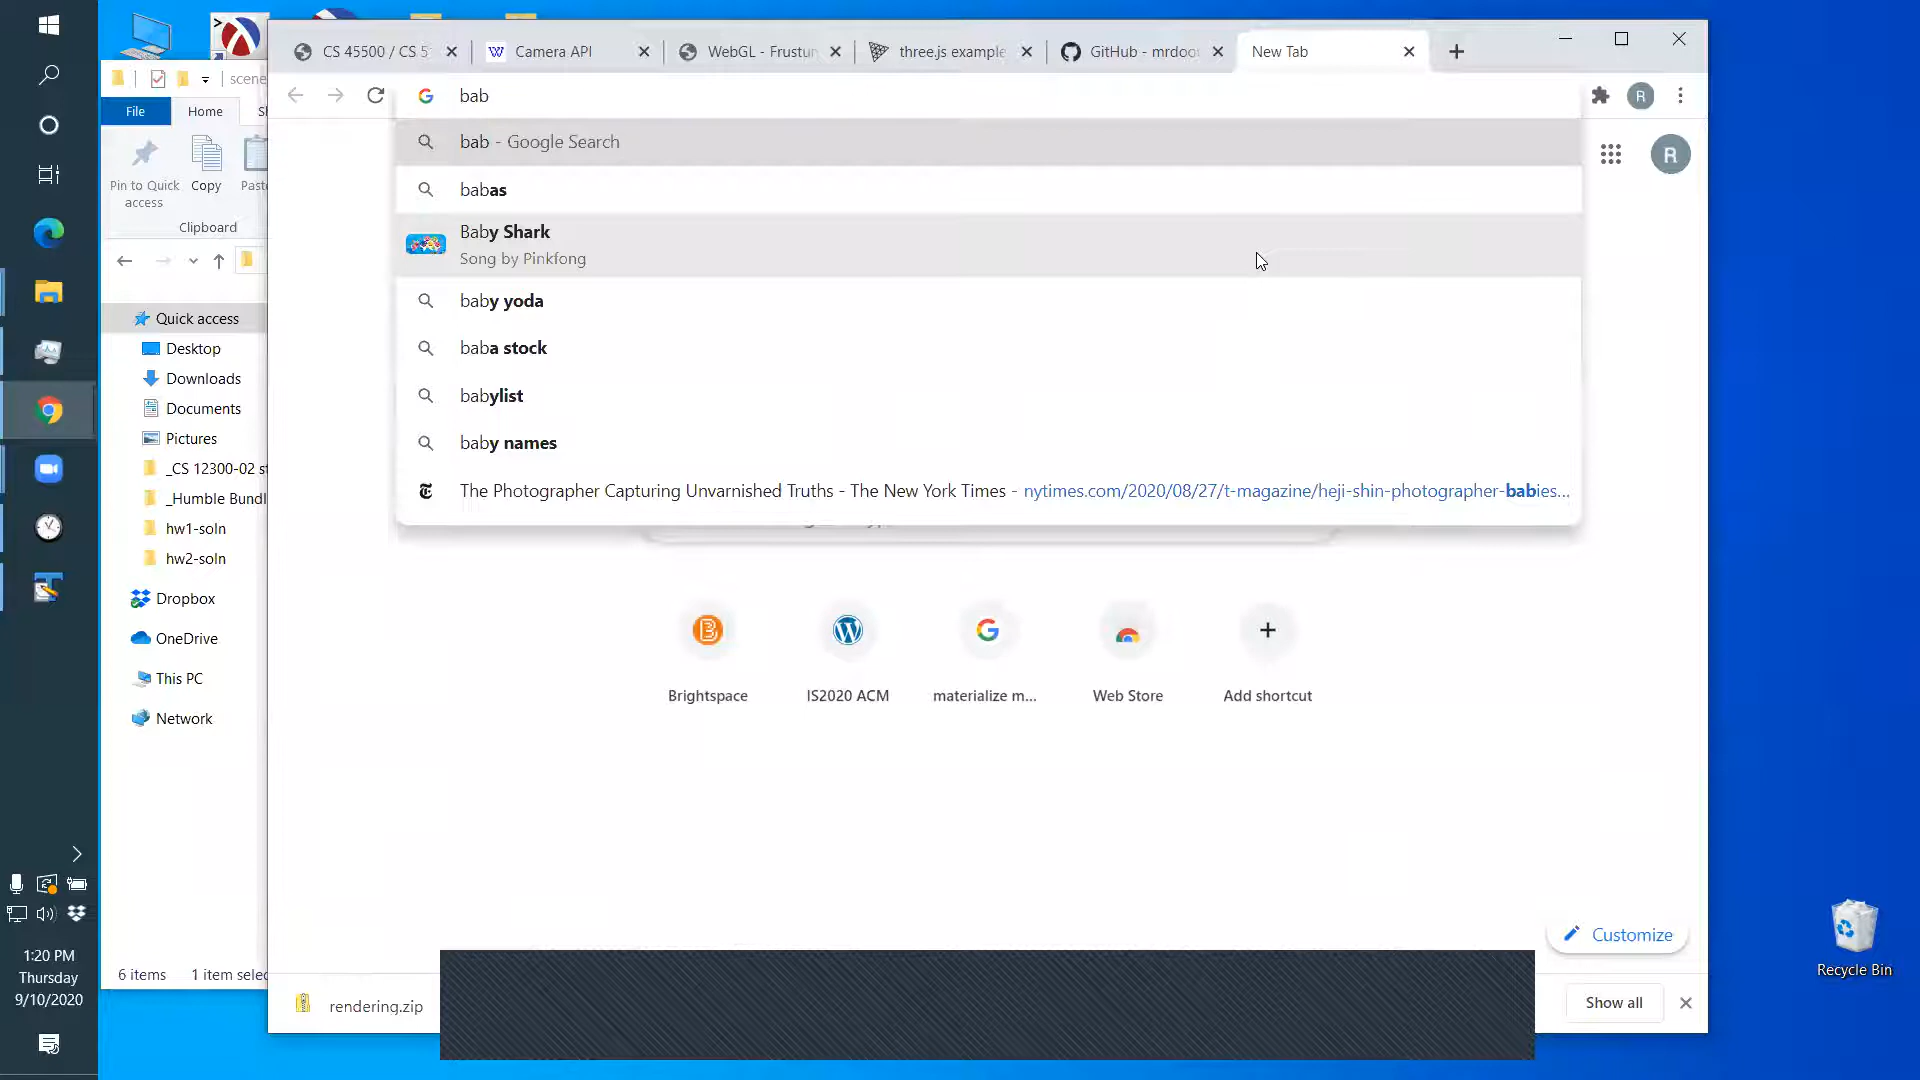 CS 45500 / CS 5
Camera API
WebGL - Frustum
three.js example
GitHub - mrdoo
New Tab
bab
R
R
scene
File
Home
Sh
Pin to Quick access
Copy
Paste
Clipboard
bab - Google Search
babas
Baby Shark
Song by Pinkfong
baby yoda
baba stock
babylist
baby names
The Photographer Capturing Unvarnished Truths - The New York Times - nytimes.com/2020/08/27/t-magazine/heji-shin-photographer-babies...
Quick access
Desktop
Downloads
Documents
Pictures
_CS 12300-02 st
_Humble Bundl
hw1-soln
hw2-soln
Dropbox
OneDrive
This PC
Network
Brightspace
IS2020 ACM
materialize m...
Web Store
Add shortcut
Customize
6 items
1 item selec
rendering.zip
Show all
Recycle Bin
1:20 PM
Thursday
9/10/2020